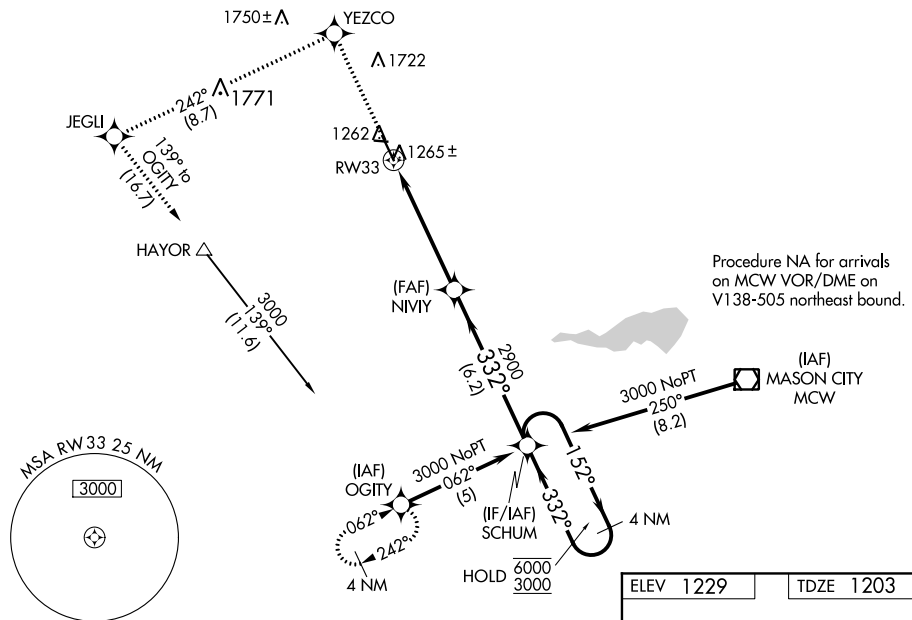 1750±
YEZCO
1722
1771
242°
(8.7)
JEGLI
1262
1265±
RW33
139° to
OGITY
(16.7)
HAYOR
3000
139°
(11.6)
Procedure NA for arrivals
on MCW VOR/DME on
V138-505 northeast bound.
(FAF)
NIVIY
2900
332°
(6.2)
(IAF)
MASON CITY
MCW
3000 NoPT
250°
(8.2)
MSA RW33 25 NM
3000
(IAF)
OGITY
3000 NoPT
062°
(5)
(IF/IAF)
SCHUM
152°
332°
4 NM
062°
242°
4 NM
HOLD
6000
3000
ELEV 1229
TDZE 1203